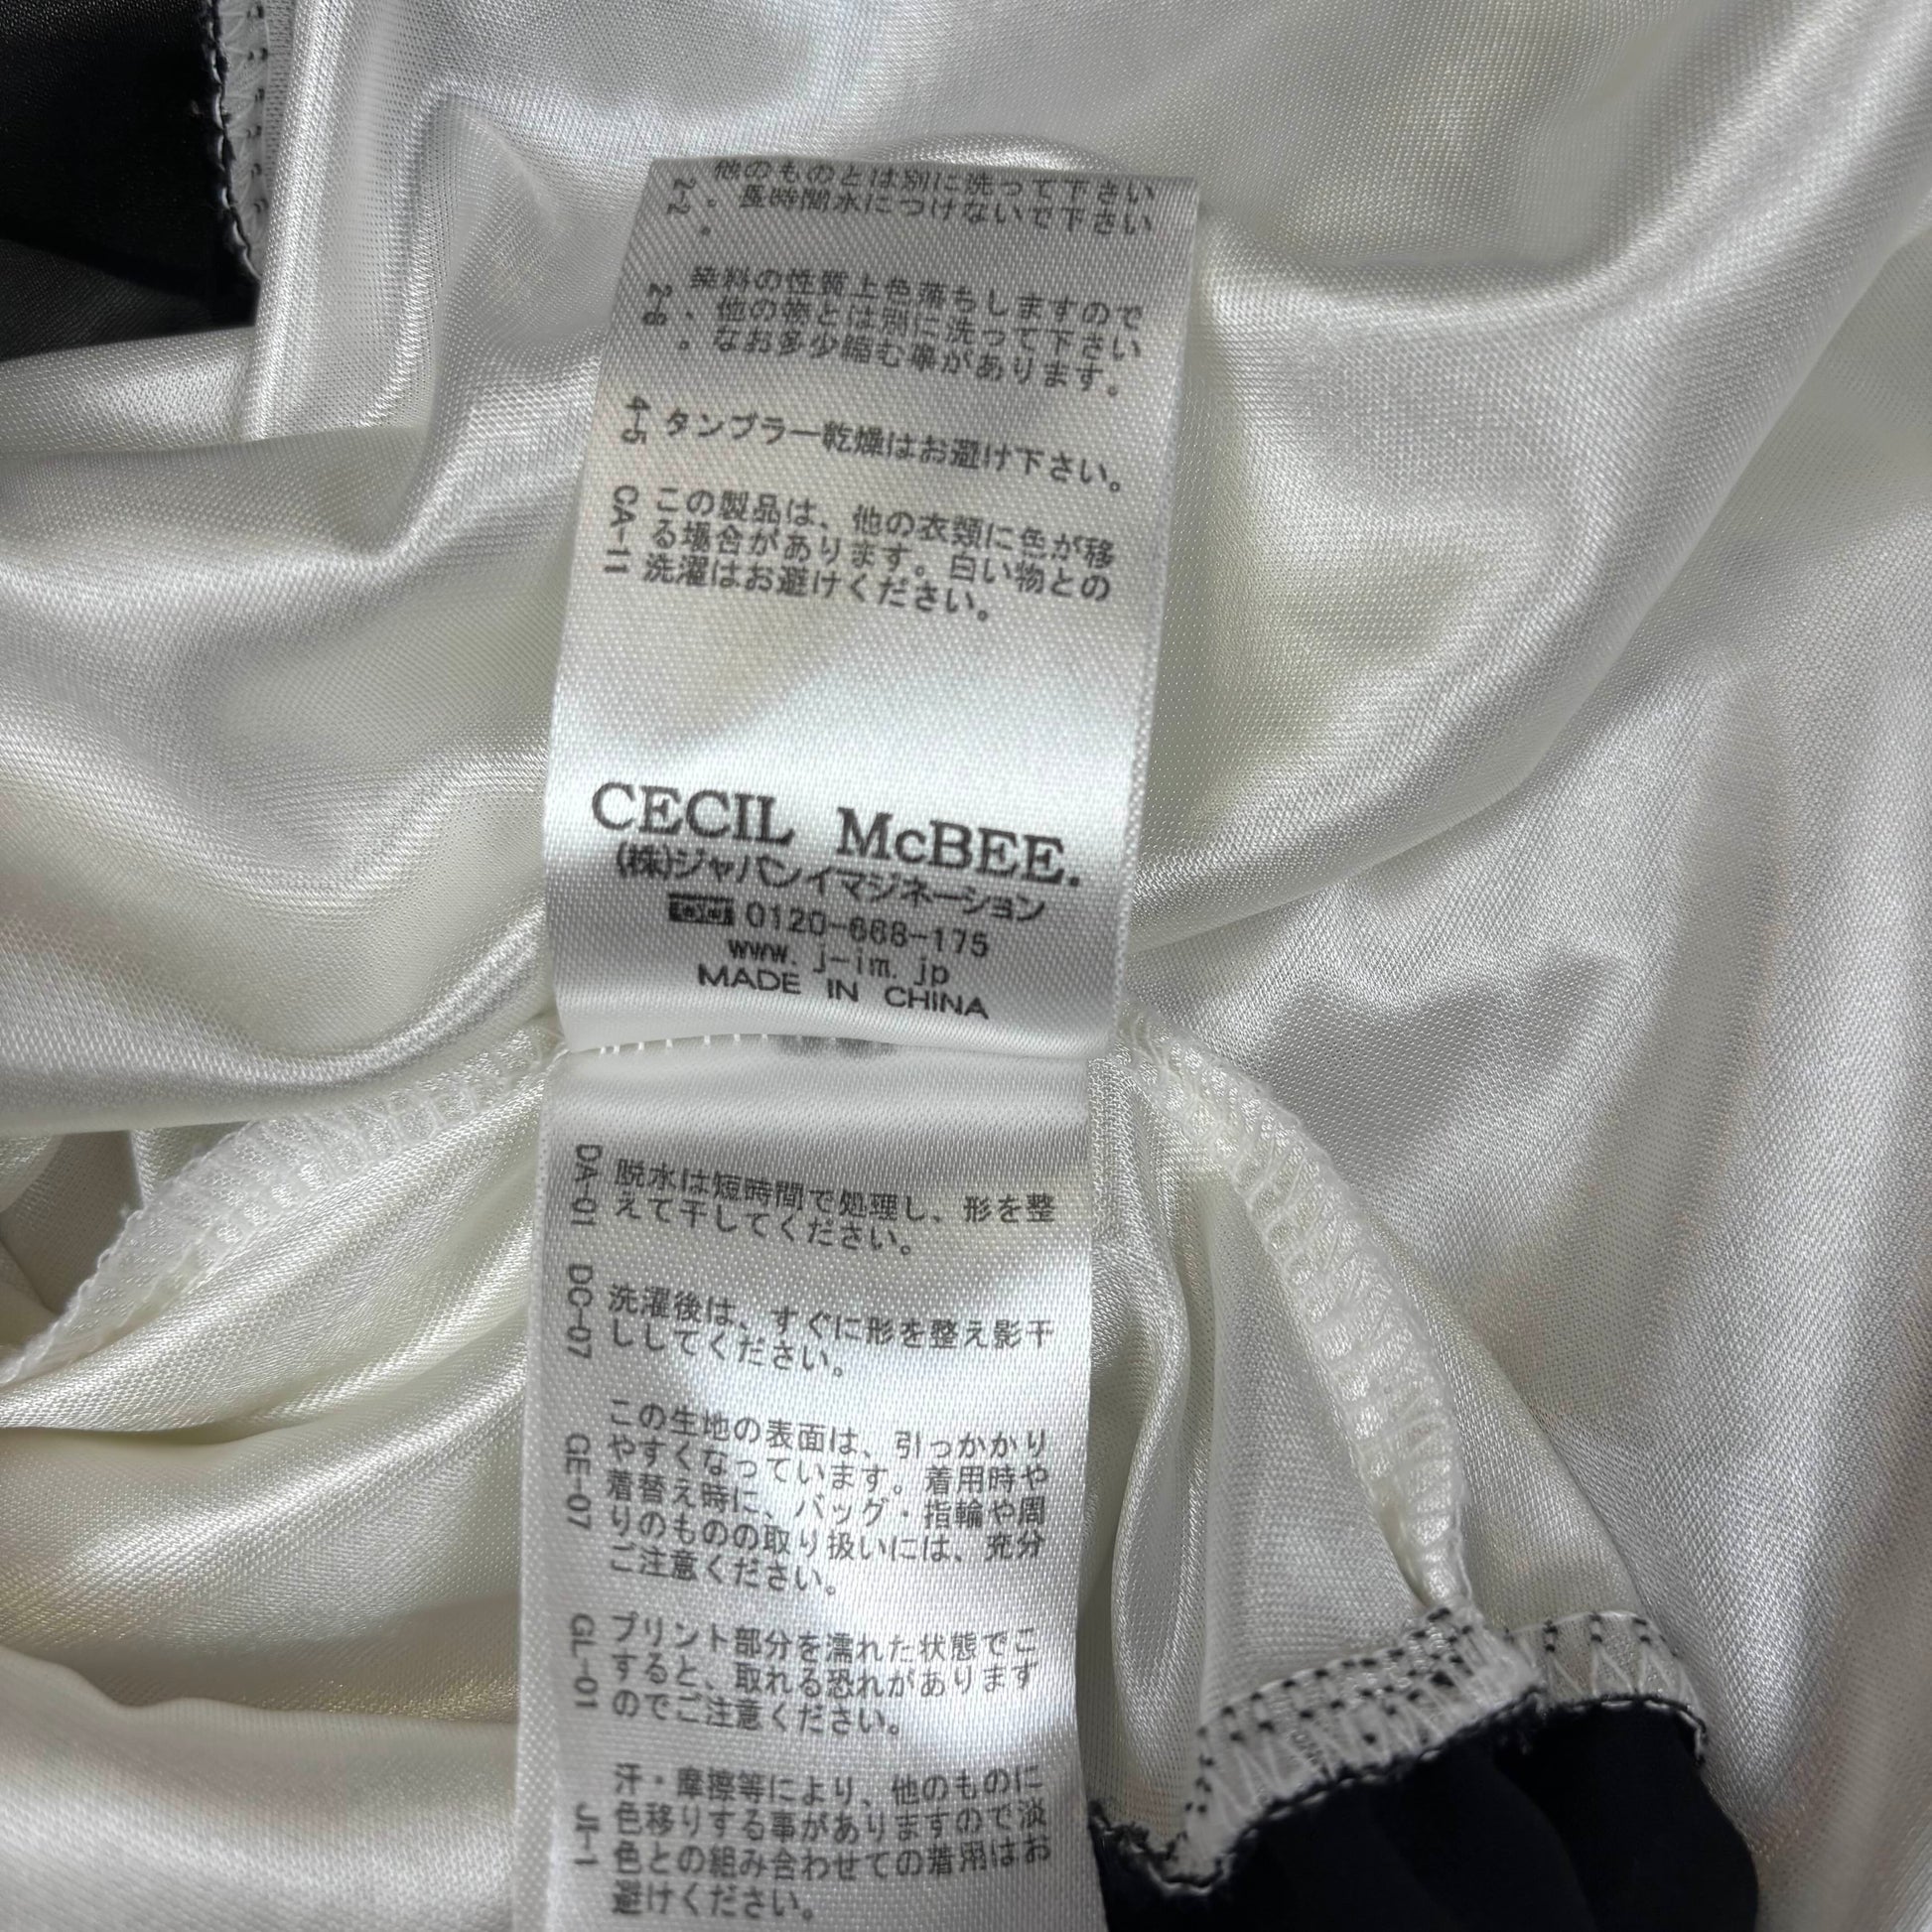 他のものとは別に洗って下さい
2-2 。長時間水につけないで下さい
。
染料の性質上色落ちしますので
2-6 、他の物とは別に洗って下さい
。なお多少縮む事があります。
4-5 タンブラー乾燥はお避け下さい。
CA-11 この製品は、他の衣類に色が移
る場合があります。白い物との
洗濯はお避けください。
CECIL McBEE.
(株)ジャパンイマジネーション
0120-668-175
www.j-im.jp
MADE IN CHINA
DA-01 脱水は短時間で処理し、形を整
えて干してください。
DC-07 洗濯後は、すぐに形を整え影干
ししてください。
この生地の表面は、引っかかり
やすくなっています。着用時や
GE-07 着替え時に、バッグ・指輪や周
りのものの取り扱いには、充分
ご注意ください。
GL-01 プリント部分を濡れた状態でこ
すると、取れる恐れがあります
のでご注意ください。
汗・摩擦等により、他のものに
色移りする事がありますので淡
色との組み合わせての着用はお
避けください。